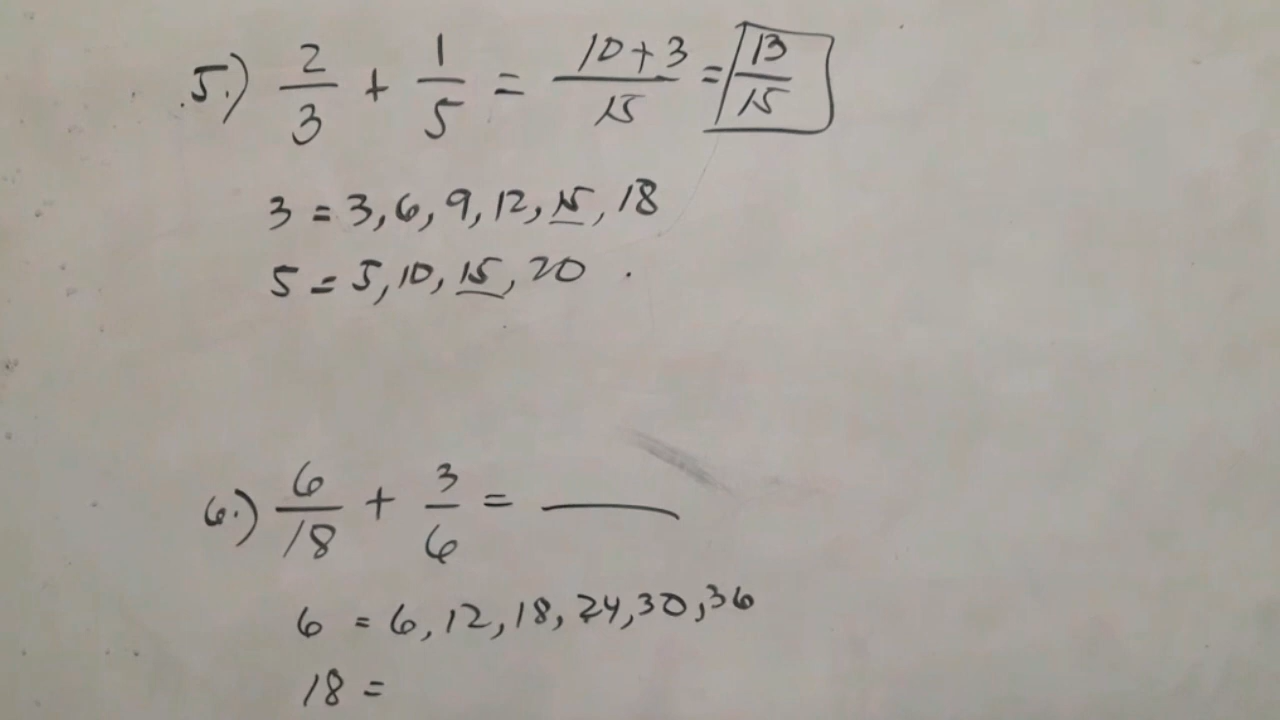 5.) 2/3 + 1/5 = 10+3/15 = 13/15
3 = 3, 6, 9, 12, 15, 18
5 = 5, 10, 15, 20 .
6.) 6/18 + 3/6 = ____
6 = 6, 12, 18, 24, 30, 36
18 =